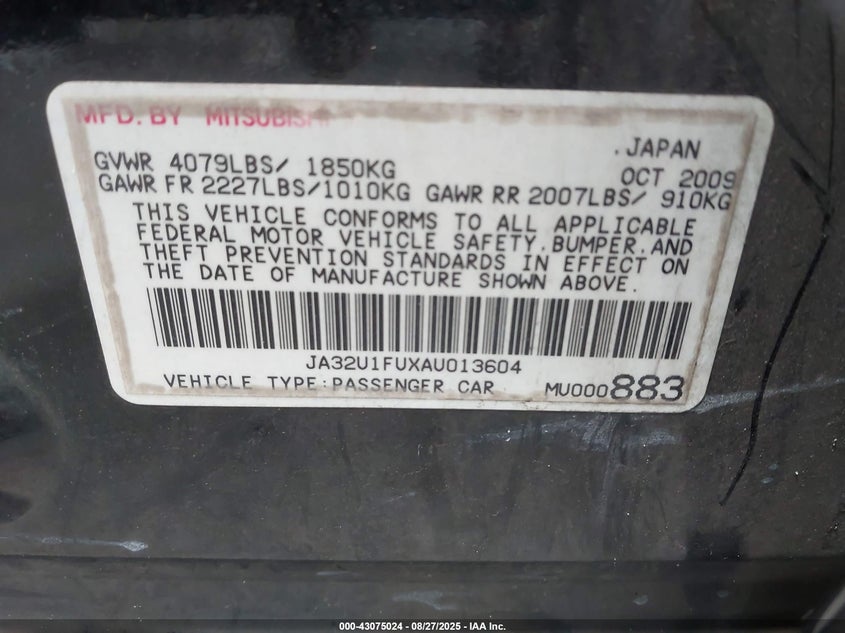 MFD. BY MITSUBISHI
.JAPAN
GVWR 4079LBS/ 1850KG OCT 2009
GAWR FR 2227LBS/1010KG GAWR RR 2007LBS/ 910KG
THIS VEHICLE CONFORMS TO ALL APPLICABLE
FEDERAL MOTOR VEHICLE SAFETY.BUMPER.AND
THEFT PREVENTION STANDARDS IN EFFECT ON
THE DATE OF MANUFACTURE SHOWN ABOVE.
JA32U1FUXAU013604
VEHICLE TYPE:PASSENGER CAR MU000883
000-43075024 - 08/27/2025 - IAA Inc.